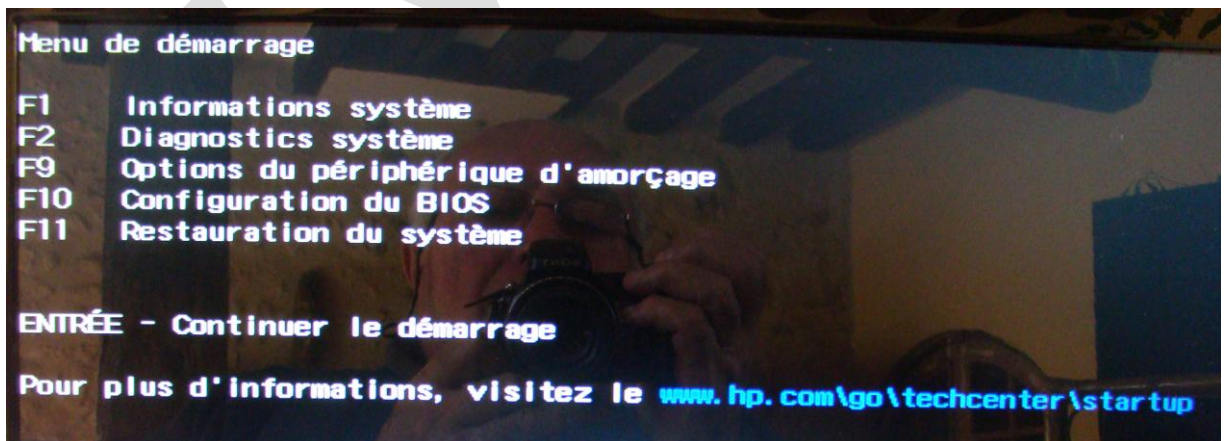 Menu de démarrage
F1 Informations système
F2 Diagnostics système
F9 Options du périphérique d'amorçage
F10 Configuration du BIOS
F11 Restauration du système
ENTRÉE - Continuer le démarrage
Pour plus d'informations, visitez le www.hp.com\go\techcenter\startup